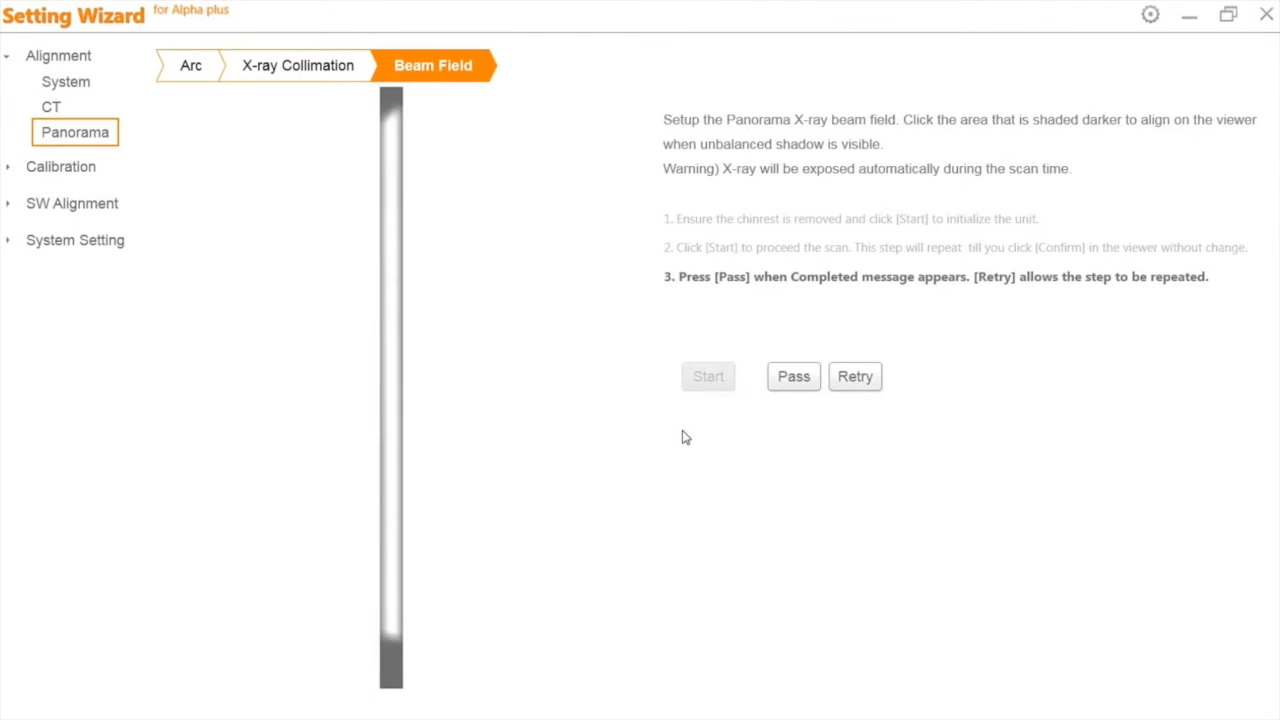 Setting Wizard for Alpha plus
Alignment
System
CT
Panorama
Calibration
SW Alignment
System Setting
Arc
X-ray Collimation
Beam Field
Setup the Panorama X-ray beam field. Click the area that is shaded darker to align on the viewer
when unbalanced shadow is visible.
Warning) X-ray will be exposed automatically during the scan time.
1. Ensure the chinrest is removed and click [Start] to initialize the unit.
2. Click [Start] to proceed the scan. This step will repeat till you click [Confirm] in the viewer without change.
3. Press [Pass] when Completed message appears. [Retry] allows the step to be repeated.
Start
Pass
Retry